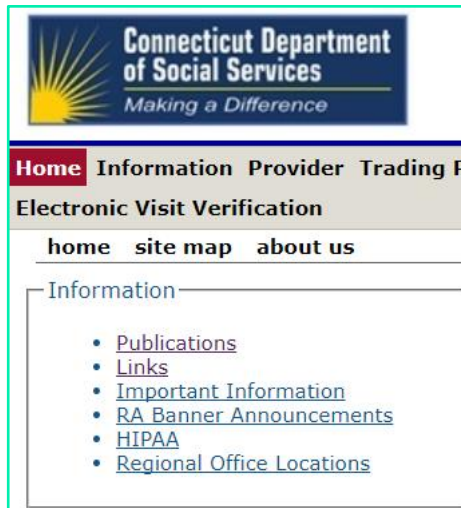 Connecticut Department
of Social Services
Making a Difference
Home Information Provider Trading
Electronic Visit Verification
home site map about us
Information
Publications
Links
Important Information
RA Banner Announcements
HIPAA
Regional Office Locations